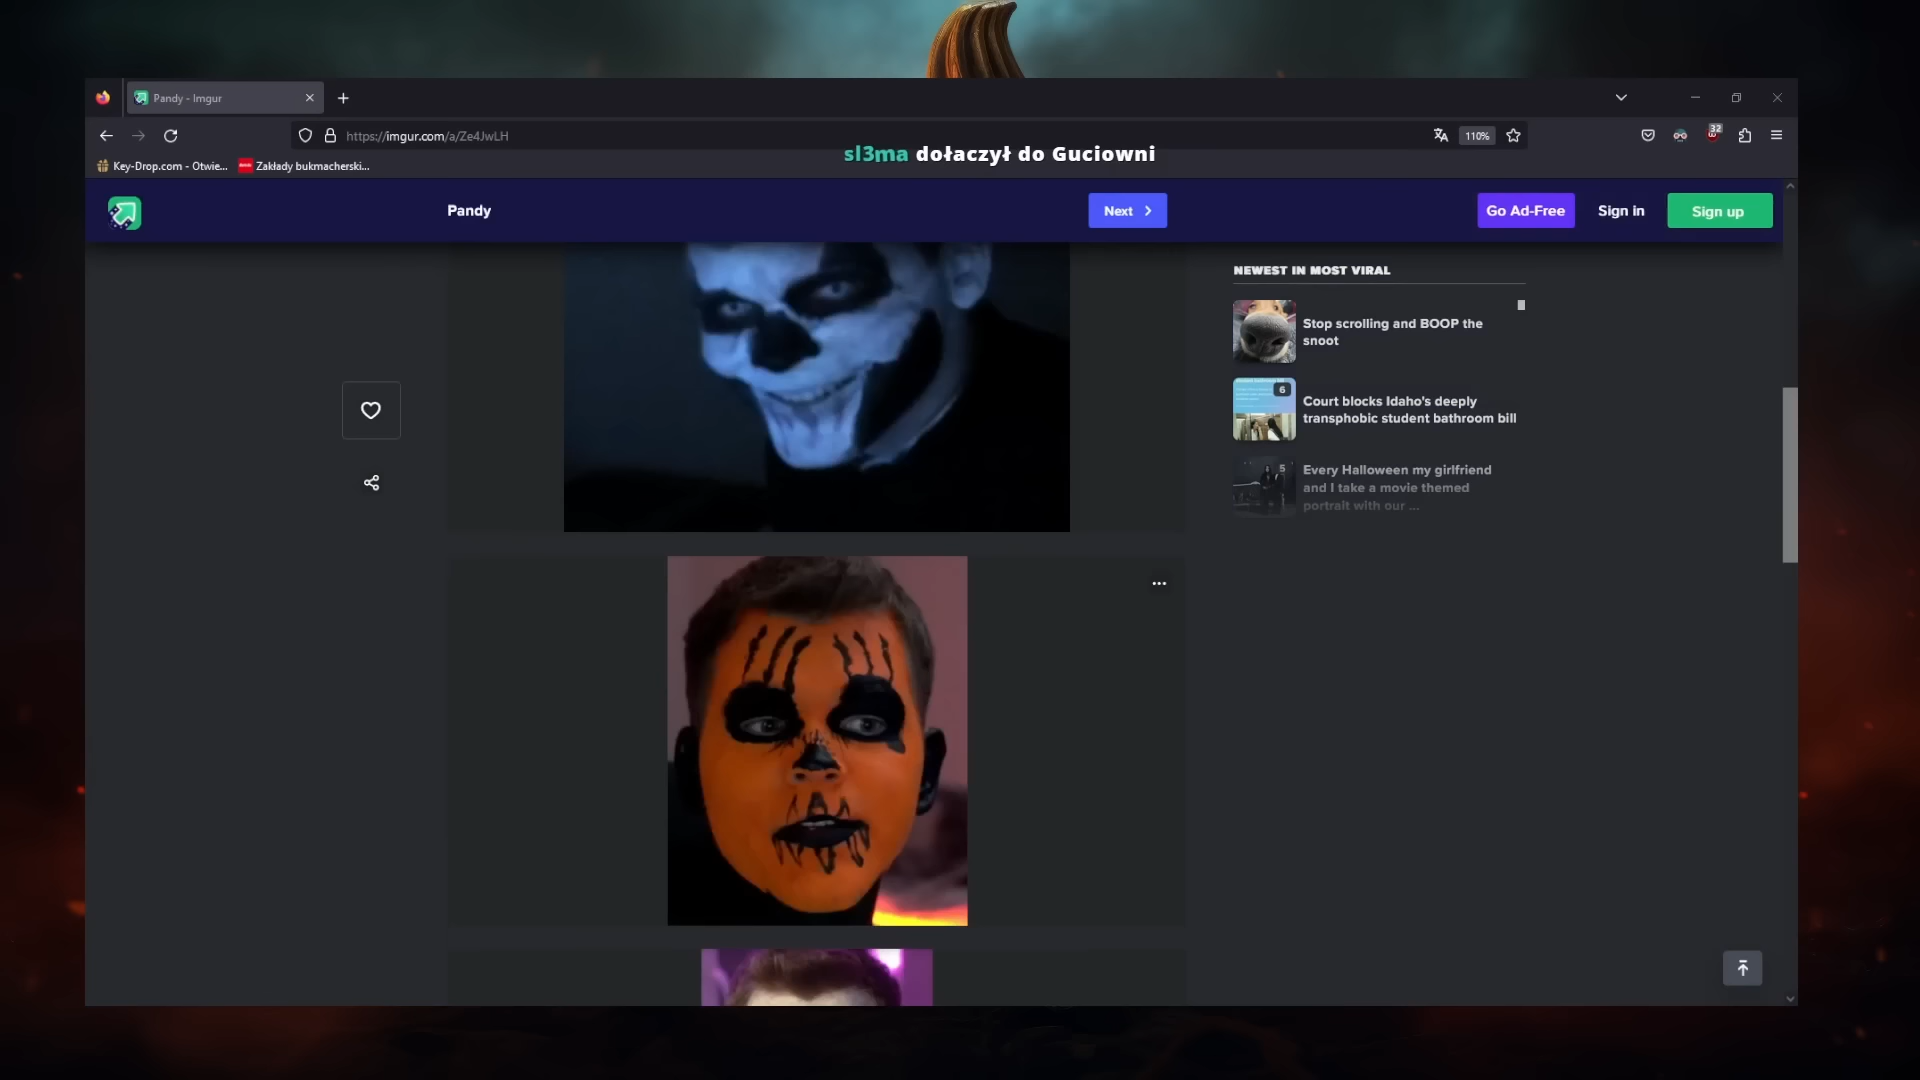 Pandy - Imgur
https://imgur.com/a/Ze4JwLH
110%
32
Key-Drop.com - Otwie...
Zakłady bukmacherski...
sl3ma dołaczył do Guciowni
Pandy
Next
Go Ad-Free
Sign in
Sign up
NEWEST IN MOST VIRAL
Stop scrolling and BOOP the
snoot
6
Court blocks Idaho's deeply
transphobic student bathroom bill
5
Every Halloween my girlfriend
and I take a movie themed
portrait with our ...